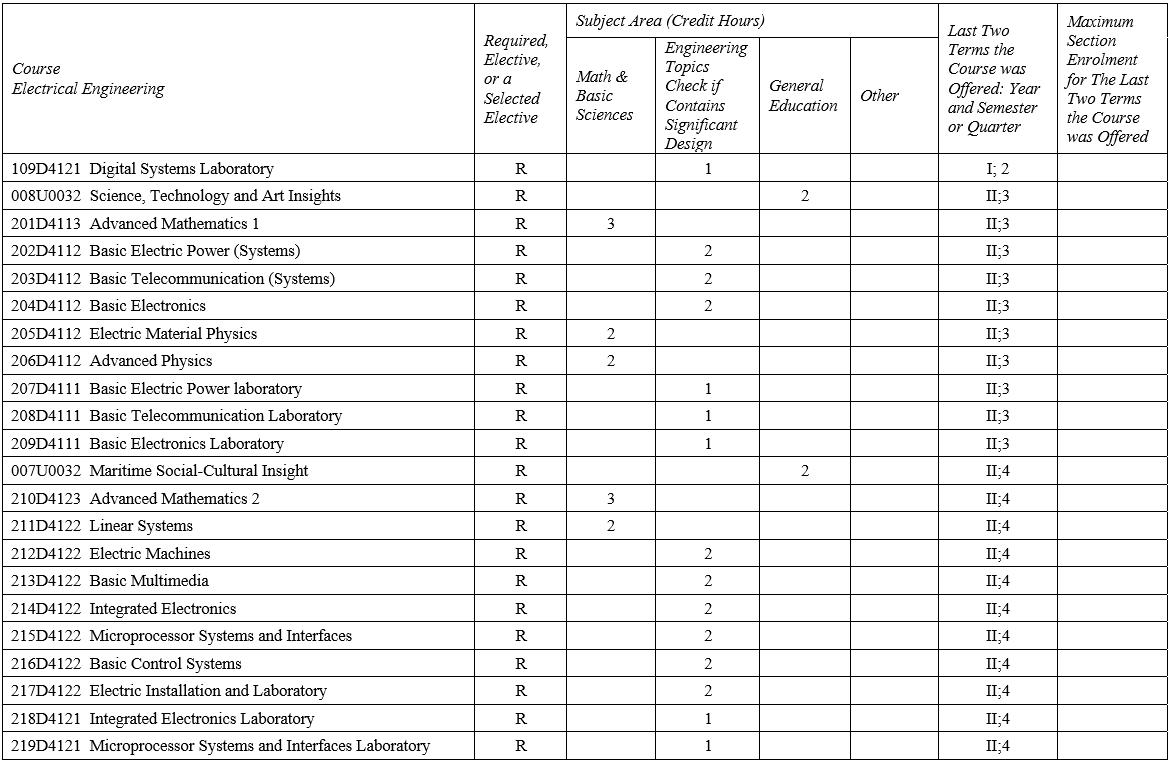 Course
Electrical Engineering
Required,
Elective,
or a
Selected
Elective
Subject Area (Credit Hours)
Math &
Basic
Sciences
Engineering
Topics
Check if
Contains
Significant
Design
General
Education
Other
Last Two
Terms the
Course was
Offered: Year
and Semester
or Quarter
Maximum
Section
Enrolment
for The Last
Two Terms
the Course
was Offered
109D4121 Digital Systems Laboratory R 1 I; 2
008U0032 Science, Technology and Art Insights R 2 II;3
201D4113 Advanced Mathematics 1 R 3 II;3
202D4112 Basic Electric Power (Systems) R 2 II;3
203D4112 Basic Telecommunication (Systems) R 2 II;3
204D4112 Basic Electronics R 2 II;3
205D4112 Electric Material Physics R 2 II;3
206D4112 Advanced Physics R 2 II;3
207D4111 Basic Electric Power laboratory R 1 II;3
208D4111 Basic Telecommunication Laboratory R 1 II;3
209D4111 Basic Electronics Laboratory R 1 II;3
007U0032 Maritime Social-Cultural Insight R 2 II;4
210D4123 Advanced Mathematics 2 R 3 II;4
211D4122 Linear Systems R 2 II;4
212D4122 Electric Machines R 2 II;4
213D4122 Basic Multimedia R 2 II;4
214D4122 Integrated Electronics R 2 II;4
215D4122 Microprocessor Systems and Interfaces R 2 II;4
216D4122 Basic Control Systems R 2 II;4
217D4122 Electric Installation and Laboratory R 2 II;4
218D4121 Integrated Electronics Laboratory R 1 II;4
219D4121 Microprocessor Systems and Interfaces Laboratory R 1 II;4